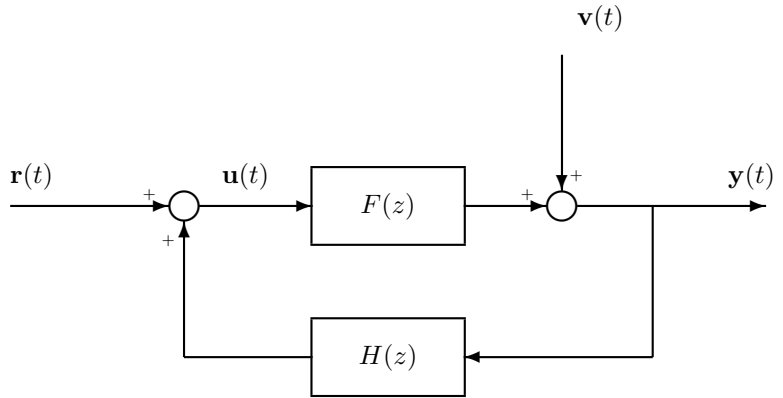 v(t)
r(t)
u(t)
y(t)
+
+
+
+
F(z)
H(z)